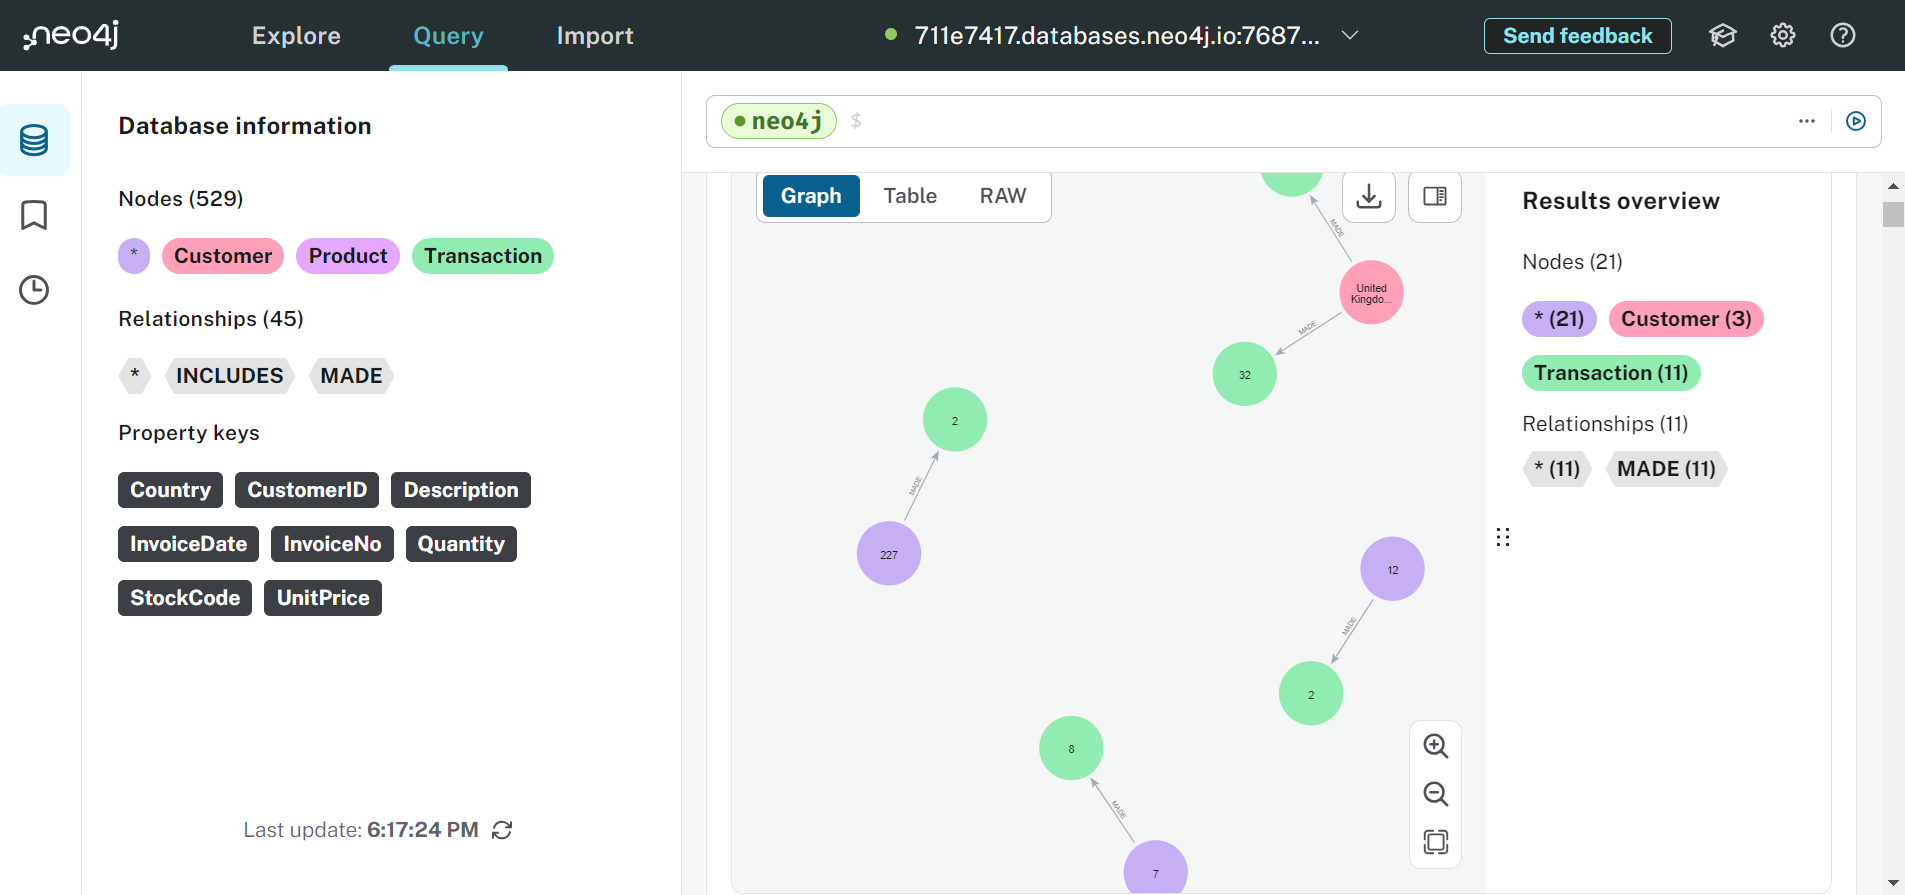 neo4j
Explore
Query
Import
711e7417.databases.neo4j.io:7687...
Send feedback
Database information
Nodes (529)
* Customer Product Transaction
Relationships (45)
* INCLUDES MADE
Property keys
Country CustomerID Description
InvoiceDate InvoiceNo Quantity
StockCode UnitPrice
Last update: 6:17:24 PM
neo4j $
Graph Table RAW
MADE
United
Kingdo...
MADE
32
2
MADE
227
12
MADE
2
8
MADE
7
Results overview
Nodes (21)
* (21) Customer (3)
Transaction (11)
Relationships (11)
* (11) MADE (11)